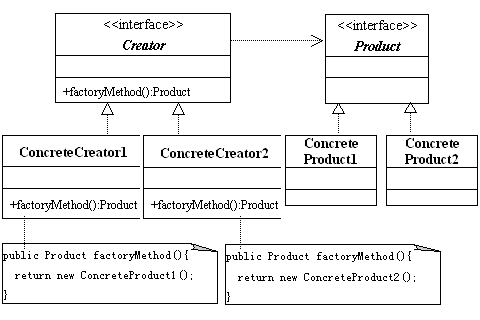 <<interface>>
Creator
+factoryMethod():Product
<<interface>>
Product
ConcreteCreator1
+factoryMethod():Product
ConcreteCreator2
+factoryMethod():Product
Concrete
Product1
Concrete
Product2
public Product factoryMethod(){
return new ConcreteProduct1();
}
public Product factoryMethod(){
return new ConcreteProduct2();
}